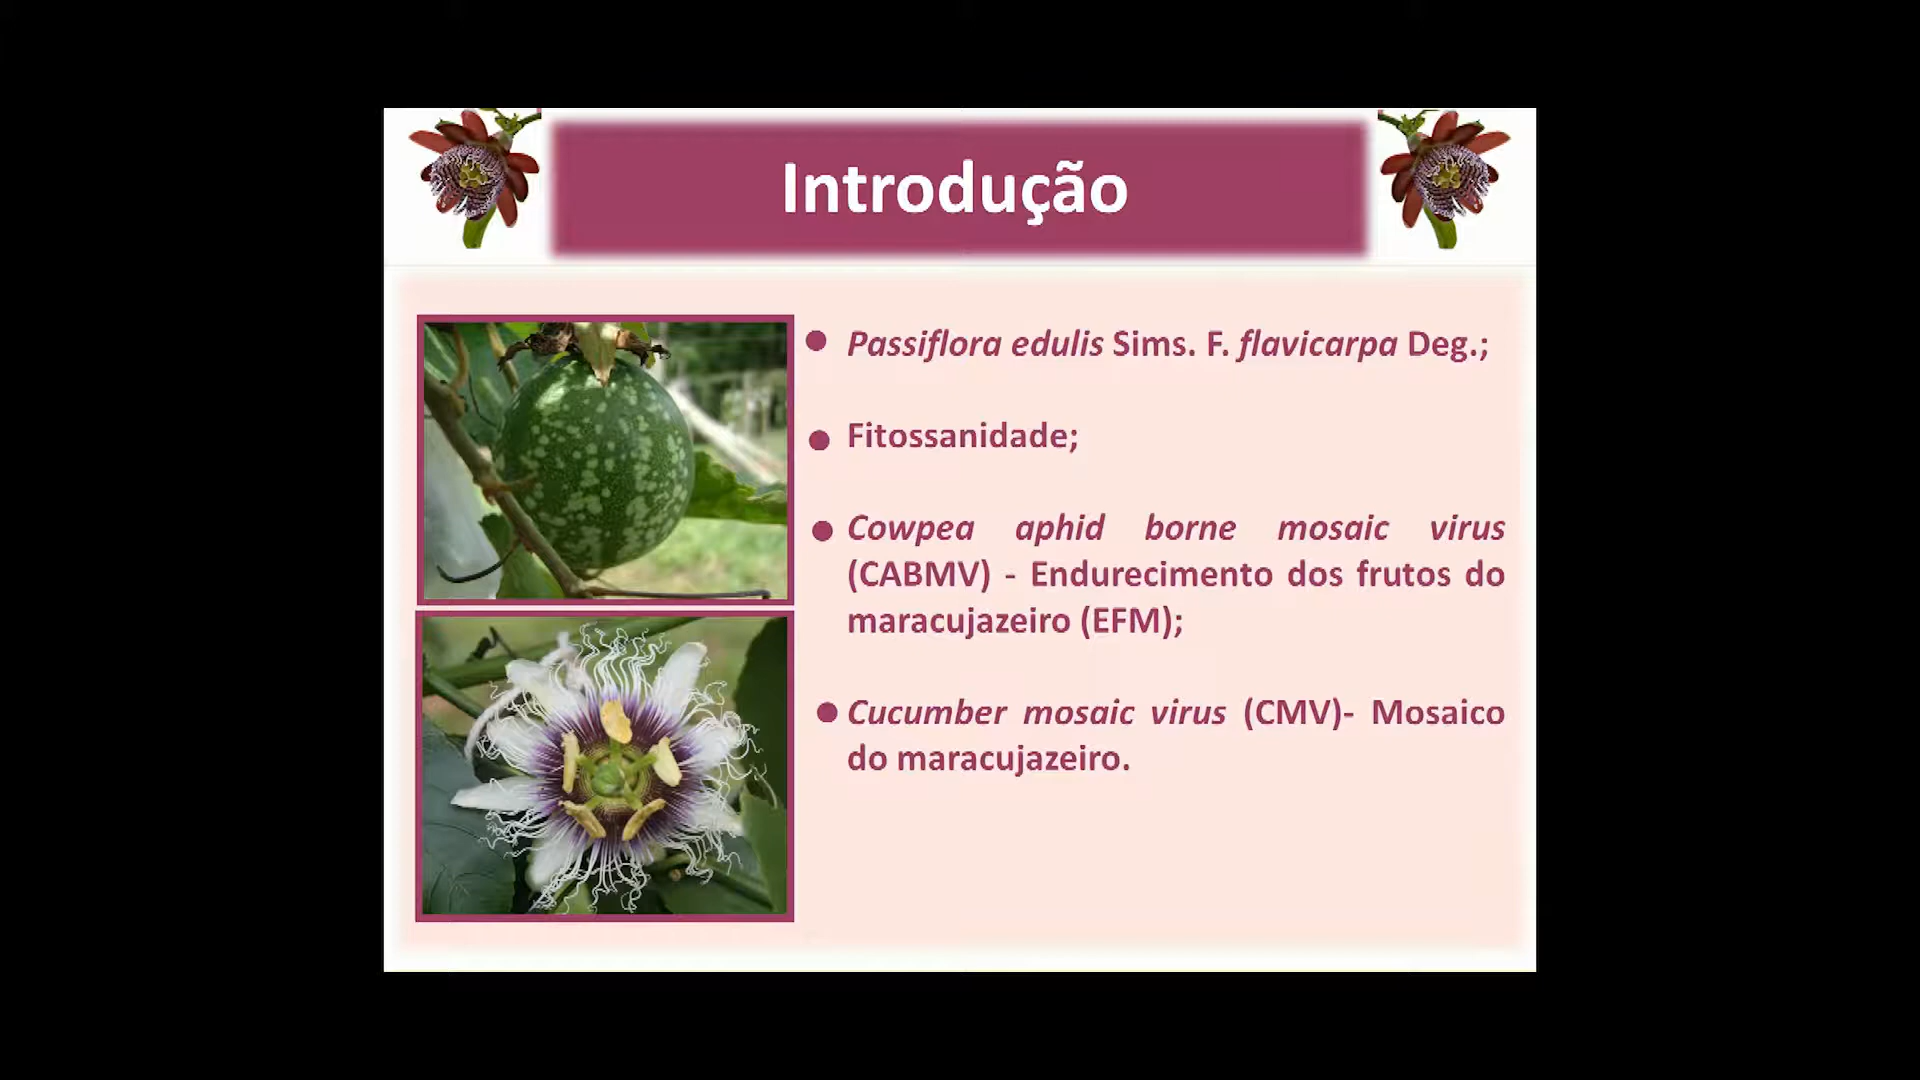 Introdução
Passiflora edulis Sims. F. flavicarpa Deg.;
Fitossanidade;
Cowpea aphid borne mosaic virus
(CABMV) - Endurecimento dos frutos do
maracujazeiro (EFM);
Cucumber mosaic virus (CMV)- Mosaico
do maracujazeiro.